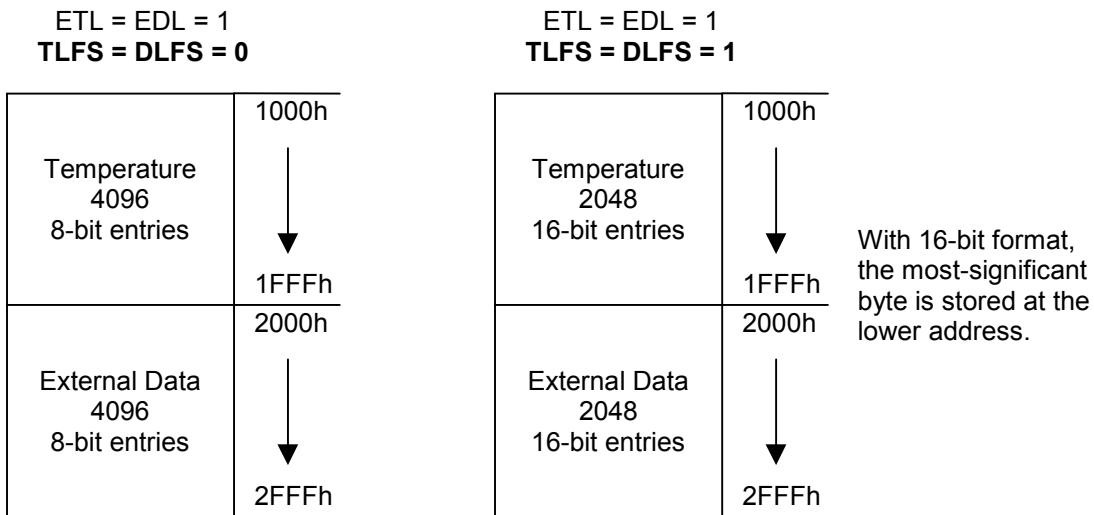 ETL = EDL = 1
TLFS = DLFS = 0
1000h
Temperature
4096
8-bit entries
1FFFh
2000h
External Data
4096
8-bit entries
2FFFh
ETL = EDL = 1
TLFS = DLFS = 1
1000h
Temperature
2048
16-bit entries
1FFFh
2000h
External Data
2048
16-bit entries
2FFFh
With 16-bit format,
the most-significant
byte is stored at the
lower address.